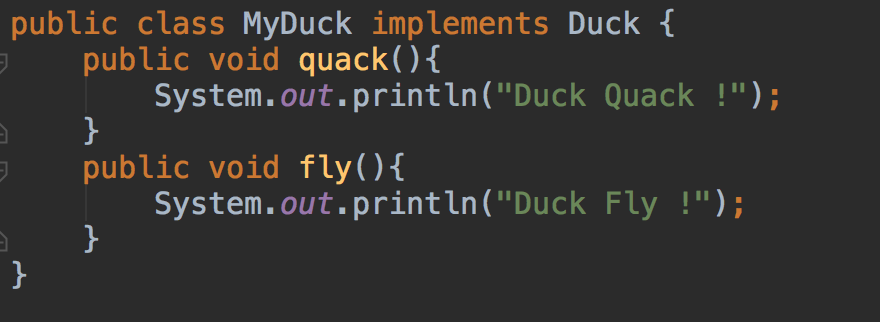 public class MyDuck implements Duck {
    public void quack(){
        System.out.println("Duck Quack !");
    }
    public void fly(){
        System.out.println("Duck Fly !");
    }
}